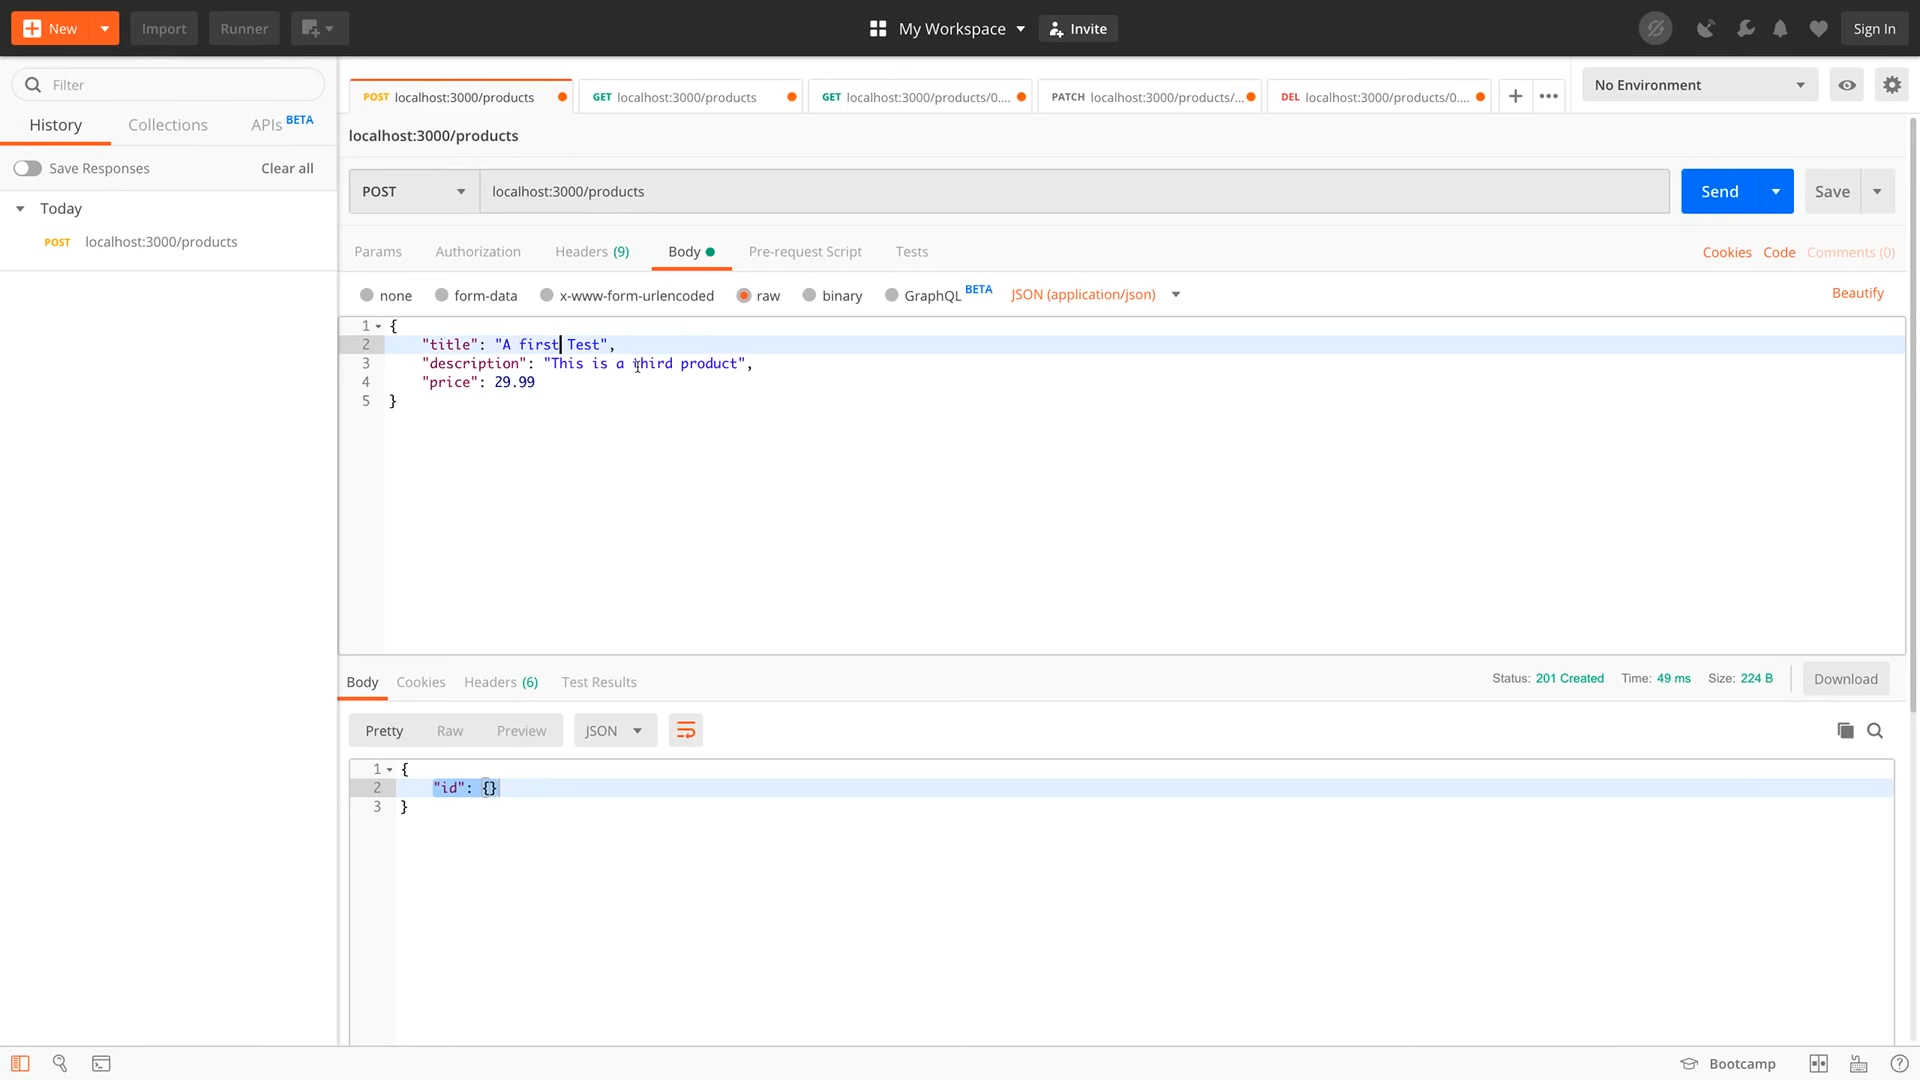 New Import Runner My Workspace Invite Sign In
Filter
History Collections APIs BETA
Save Responses Clear all
Today
POST localhost:3000/products
POST localhost:3000/products GET localhost:3000/products GET localhost:3000/products/0.... PATCH localhost:3000/products/... DEL localhost:3000/products/0.... No Environment
localhost:3000/products
POST localhost:3000/products Send Save
Params Authorization Headers (9) Body Pre-request Script Tests Cookies Code Comments (0)
none form-data x-www-form-urlencoded raw binary GraphQL BETA JSON (application/json) Beautify
1 {
2 "title": "A first Test",
3 "description": "This is a third product",
4 "price": 29.99
5 }
Body Cookies Headers (6) Test Results Status: 201 Created Time: 49 ms Size: 224 B Download
Pretty Raw Preview JSON
1 {
2 "id": {}
3 }
Bootcamp